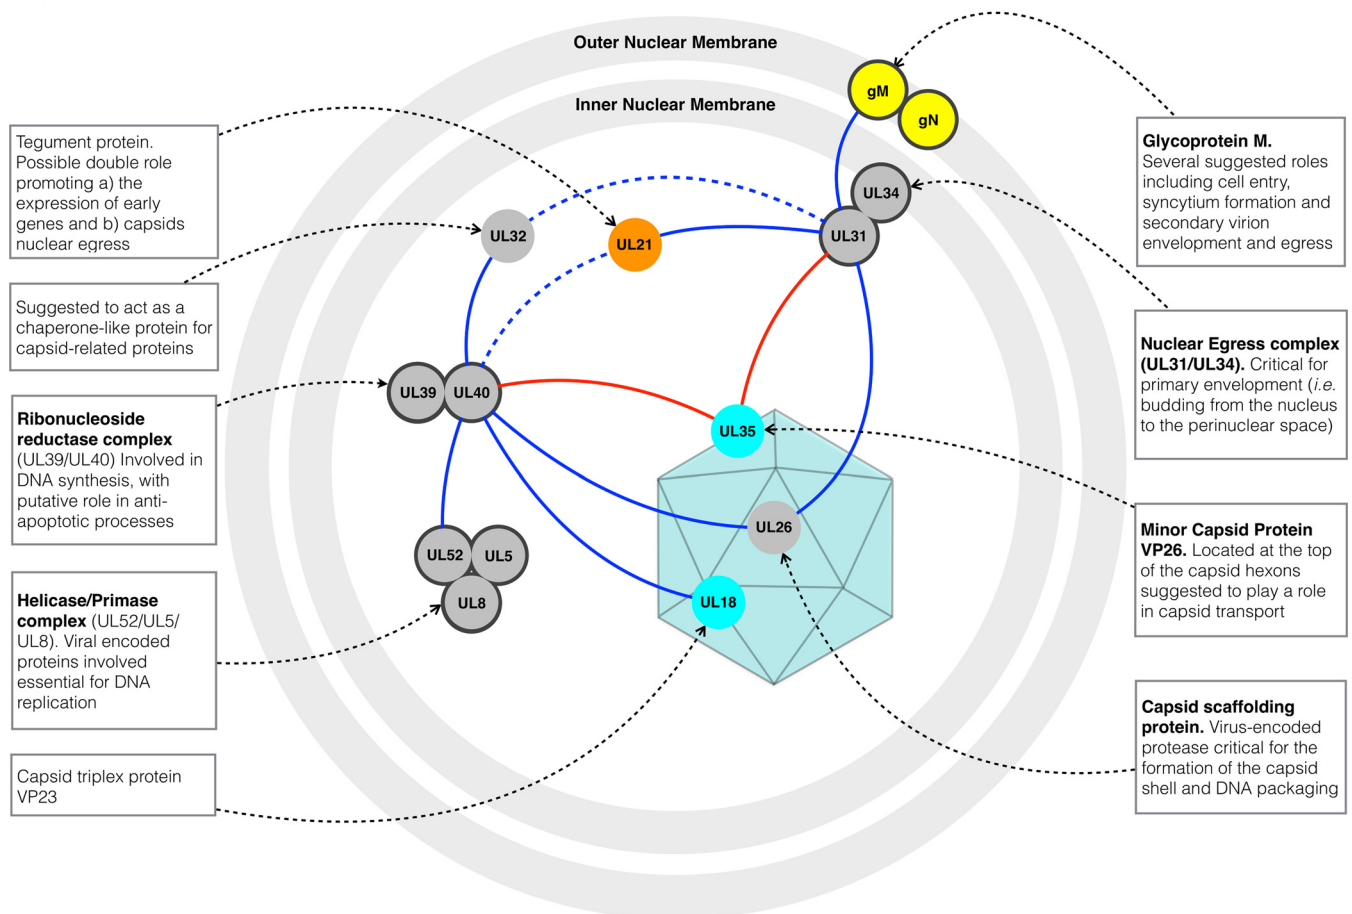 Outer Nuclear Membrane
Inner Nuclear Membrane
gM
gN
UL34
UL31
UL32
UL21
UL39
UL40
UL35
UL26
UL18
UL52
UL5
UL8
Tegument protein.
Possible double role
promoting a) the
expression of early
genes and b) capsids
nuclear egress
Suggested to act as a
chaperone-like protein for
capsid-related proteins
Ribonucleoside
reductase complex
(UL39/UL40) Involved in
DNA synthesis, with
putative role in anti-
apoptotic processes
Helicase/Primase
complex (UL52/UL5/
UL8). Viral encoded
proteins involved
essential for DNA
replication
Capsid triplex protein
VP23
Glycoprotein M.
Several suggested roles
including cell entry,
syncytium formation and
secondary virion
envelopment and egress
Nuclear Egress complex
(UL31/UL34). Critical for
primary envelopment (i.e.
budding from the nucleus
to the perinuclear space)
Minor Capsid Protein
VP26. Located at the top
of the capsid hexons
suggested to play a role
in capsid transport
Capsid scaffolding
protein. Virus-encoded
protease critical for the
formation of the capsid
shell and DNA packaging